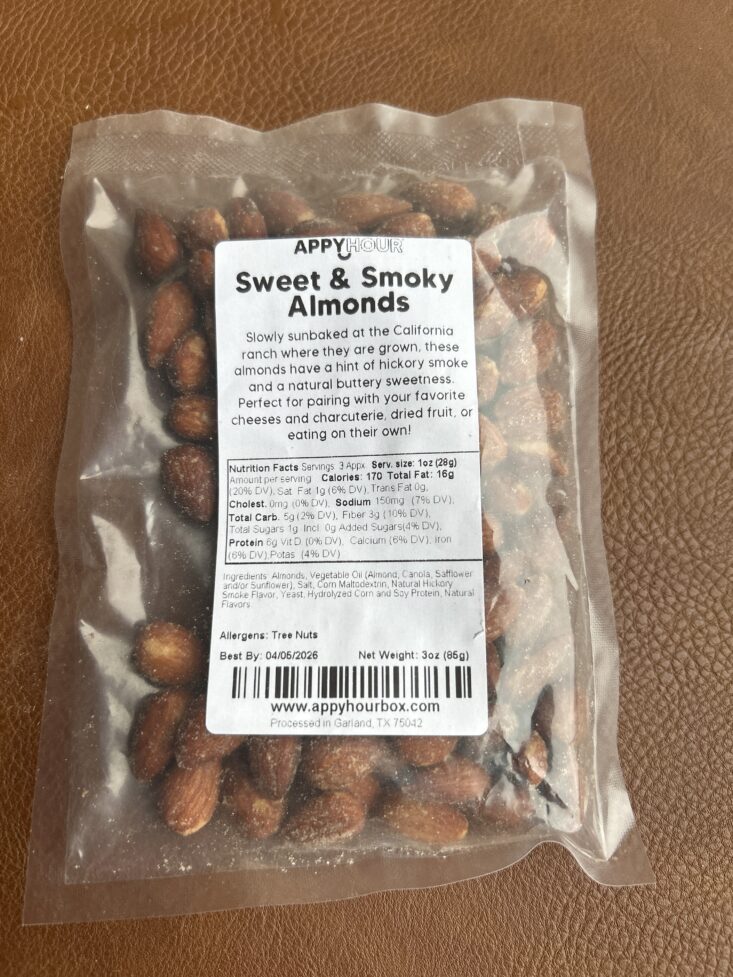 APPYHOUR
Sweet & Smoky
Almonds
Slowly sunbaked at the California
ranch where they are grown, these
almonds have a hint of hickory smoke
and a natural buttery sweetness.
Perfect for pairing with your favorite
cheeses and charcuterie, dried fruit, or
eating on their own!
Nutrition Facts Servings: 3 Appx. Serv. size: 1oz (28g)
Amount per serving Calories: 170 Total Fat: 16g
(20% DV), Sat. Fat 1g (6% DV), Trans Fat 0g,
Cholest. 0mg (0% DV), Sodium 150mg (7% DV),
Total Carb. 5g (2% DV), Fiber 3g (10% DV),
Total Sugars 1g Incl. 0g Added Sugars(4% DV),
Protein 6g Vit D. (0% DV), Calcium (6% DV), Iron
(6% DV),Potas. (4% DV)
Ingredients: Almonds, Vegetable Oil (Almond, Canola, Safflower
and/or Sunflower), Salt, Corn Maltodextrin, Natural Hickory
Smoke Flavor, Yeast, Hydrolyzed Corn and Soy Protein, Natural
Flavors.
Allergens: Tree Nuts
Best By: 04/05/2026 Net Weight: 3oz (85g)
www.appyhourbox.com
Processed in Garland, TX 75042